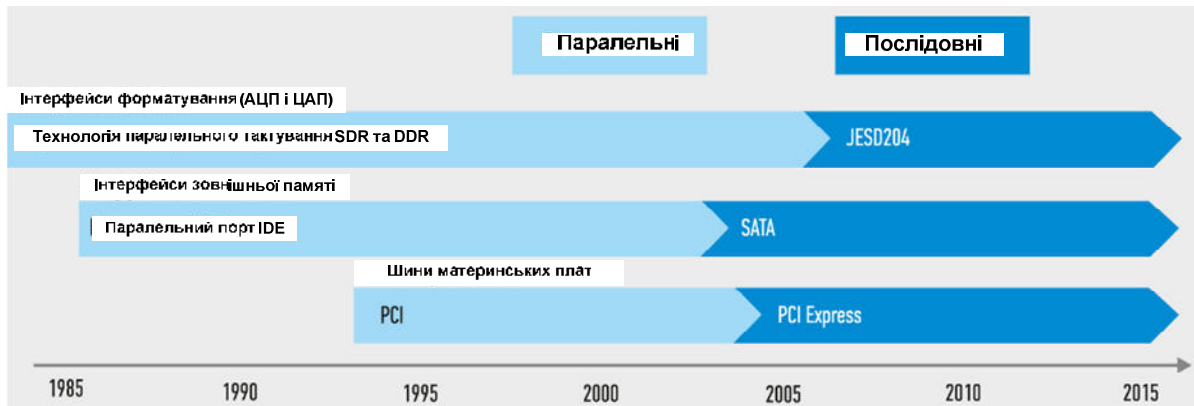 Паралельні
Послідовні
Інтерфейси форматування (АЦП і ЦАП)
Технологія паралельного тактування SDR та DDR
JESD204
Інтерфейси зовнішньої памяті
Паралельний порт IDE
SATA
Шини материнських плат
PCI
PCI Express
1985
1990
1995
2000
2005
2010
2015